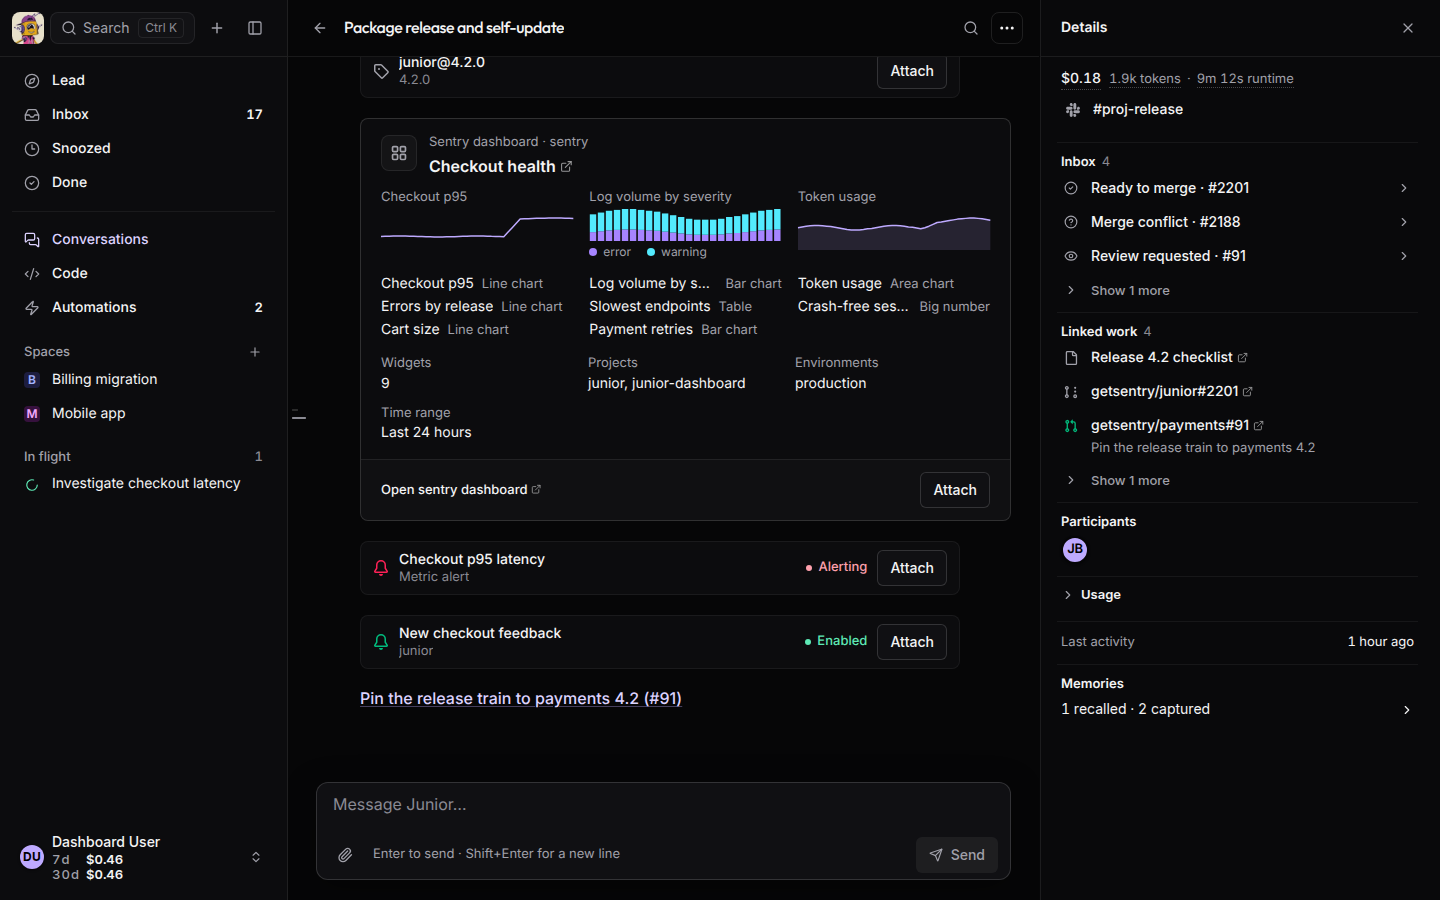 Search Ctrl K
Lead
Inbox 17
Snoozed
Done
Conversations
Code
Automations 2
Spaces
B Billing migration
M Mobile app
In flight 1
Investigate checkout latency
DU Dashboard User
7d $0.46
30d $0.46
Package release and self-update
junior@4.2.0
4.2.0
Attach
Sentry dashboard · sentry
Checkout health
Checkout p95
Log volume by severity
error warning
Token usage
Checkout p95 Line chart
Log volume by s... Bar chart
Token usage Area chart
Errors by release Line chart
Slowest endpoints Table
Crash-free ses... Big number
Cart size Line chart
Payment retries Bar chart
Widgets
9
Projects
junior, junior-dashboard
Environments
production
Time range
Last 24 hours
Open sentry dashboard
Attach
Checkout p95 latency
Metric alert
Alerting
Attach
New checkout feedback
junior
Enabled
Attach
Pin the release train to payments 4.2 (#91)
Message Junior...
Enter to send · Shift+Enter for a new line
Send
Details
$0.18 1.9k tokens · 9m 12s runtime
#proj-release
Inbox 4
Ready to merge · #2201
Merge conflict · #2188
Review requested · #91
Show 1 more
Linked work 4
Release 4.2 checklist
getsentry/junior#2201
getsentry/payments#91
Pin the release train to payments 4.2
Show 1 more
Participants
JB
Usage
Last activity 1 hour ago
Memories
1 recalled · 2 captured